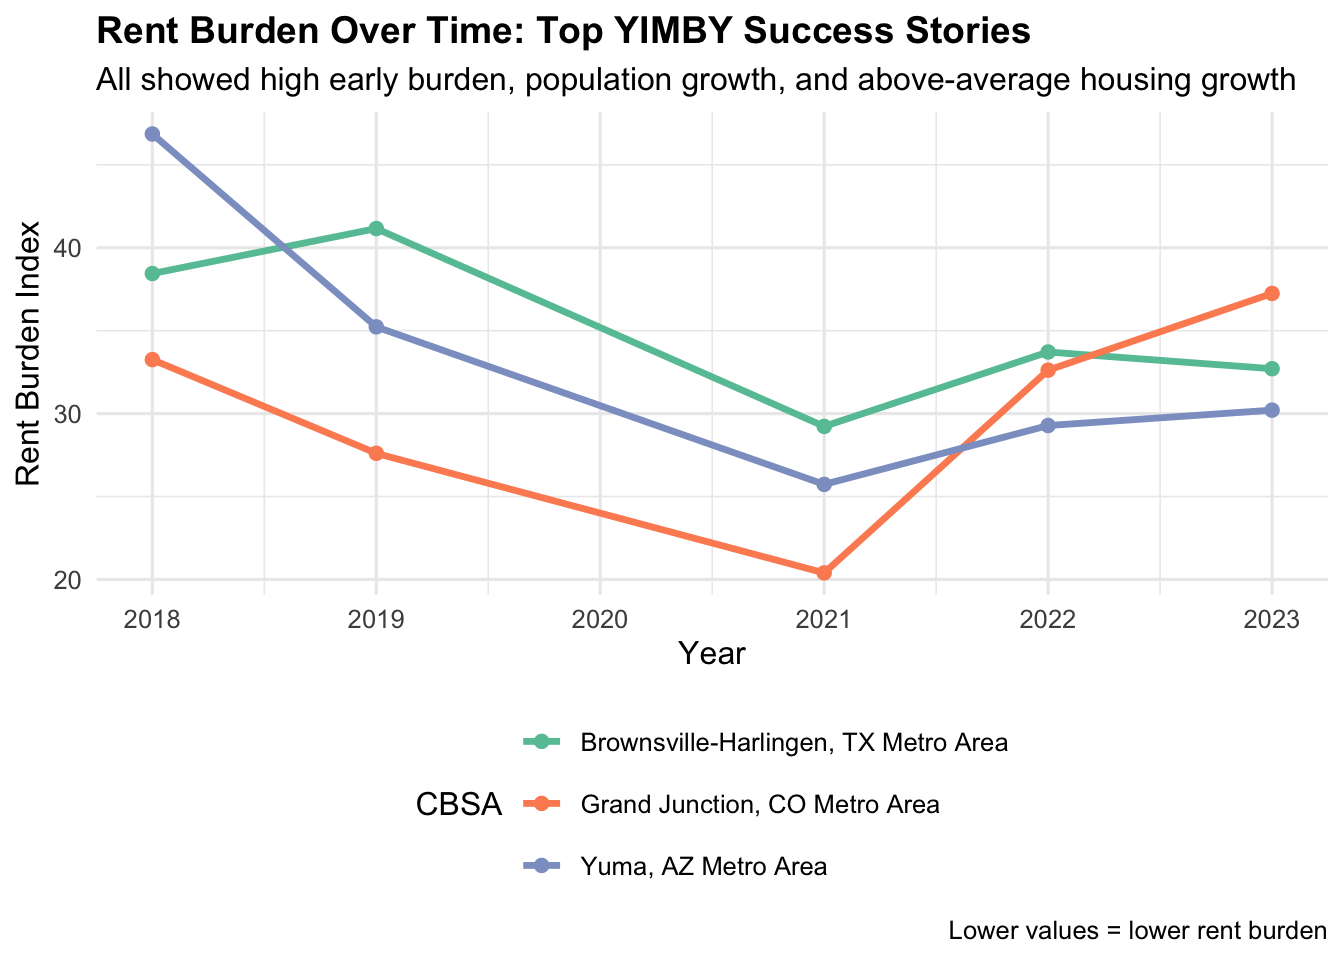 Rent Burden Over Time: Top YIMBY Success Stories
All showed high early burden, population growth, and above-average housing growth
Rent Burden Index
40
30
20
2018 2019 2020 2021 2022 2023
Year
CBSA
Brownsville-Harlingen, TX Metro Area
Grand Junction, CO Metro Area
Yuma, AZ Metro Area
Lower values = lower rent burden